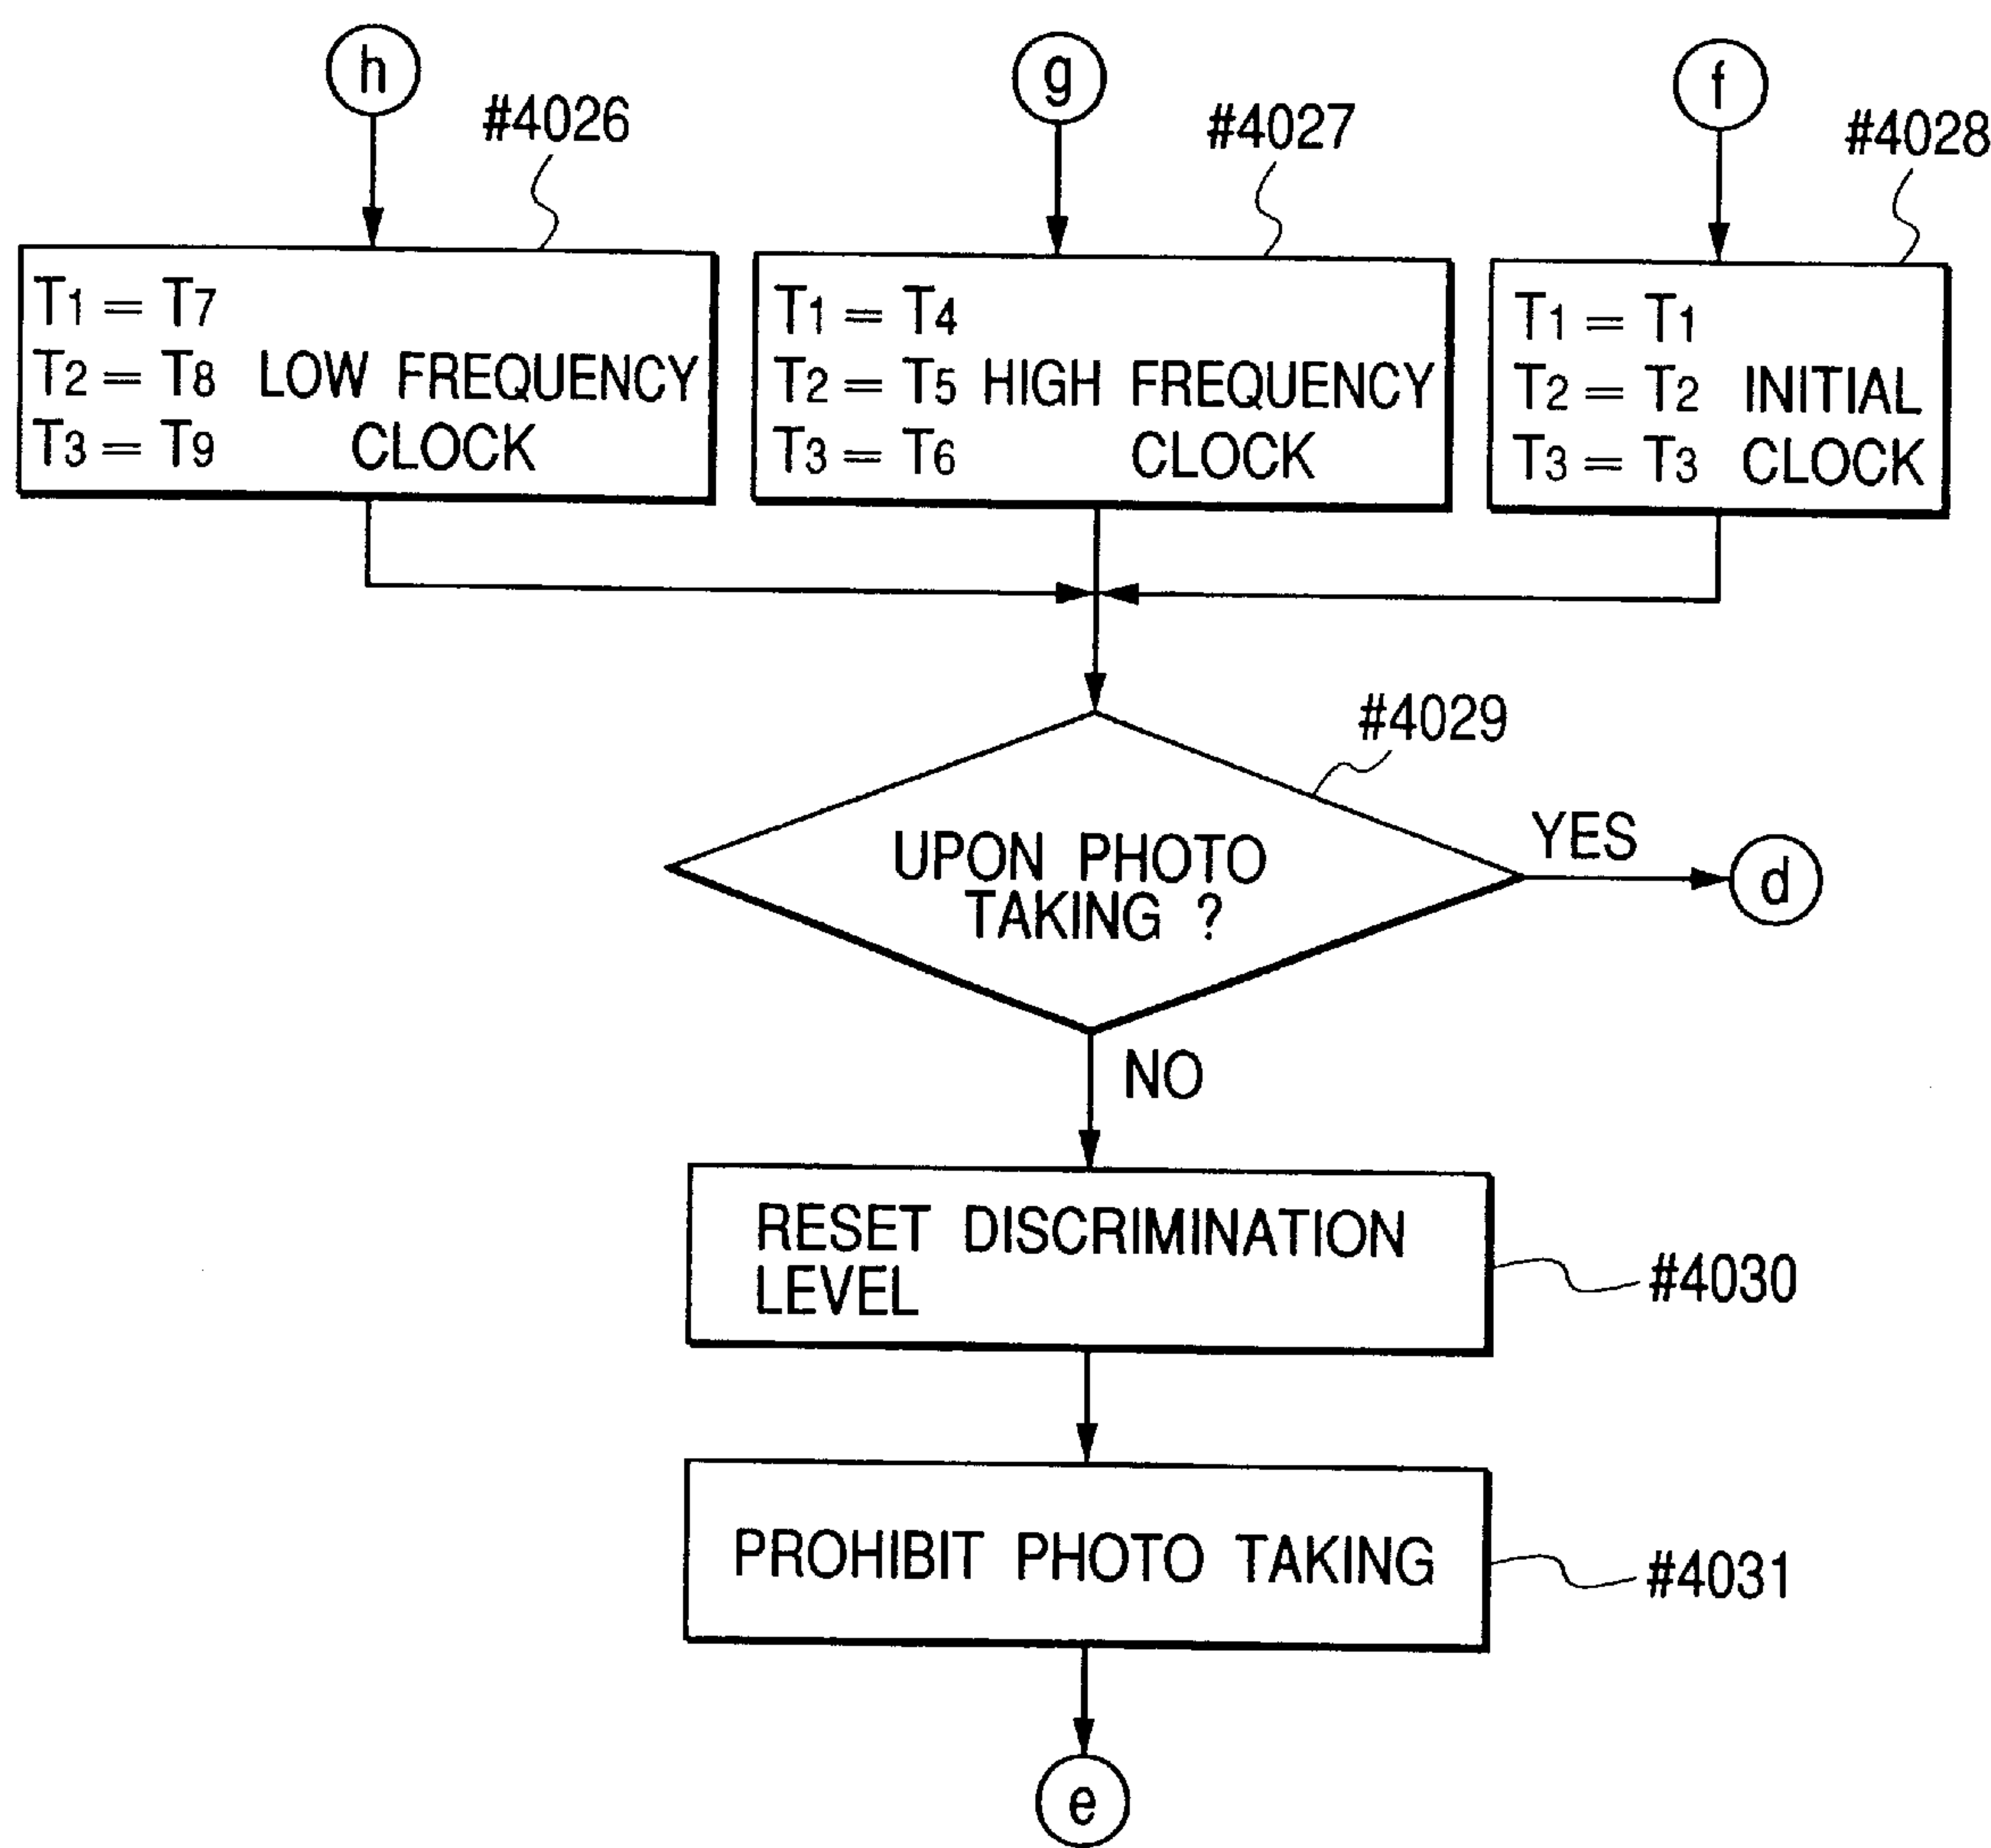 h
g
f
#4026
#4027
#4028
T1 = T7
T2 = T8 LOW FREQUENCY
T3 = T9 CLOCK
T1 = T4
T2 = T5 HIGH FREQUENCY
T3 = T6 CLOCK
T1 = T1
T2 = T2 INITIAL
T3 = T3 CLOCK
#4029
UPON PHOTO
TAKING ?
YES
d
NO
RESET DISCRIMINATION
LEVEL
#4030
PROHIBIT PHOTO TAKING
#4031
e